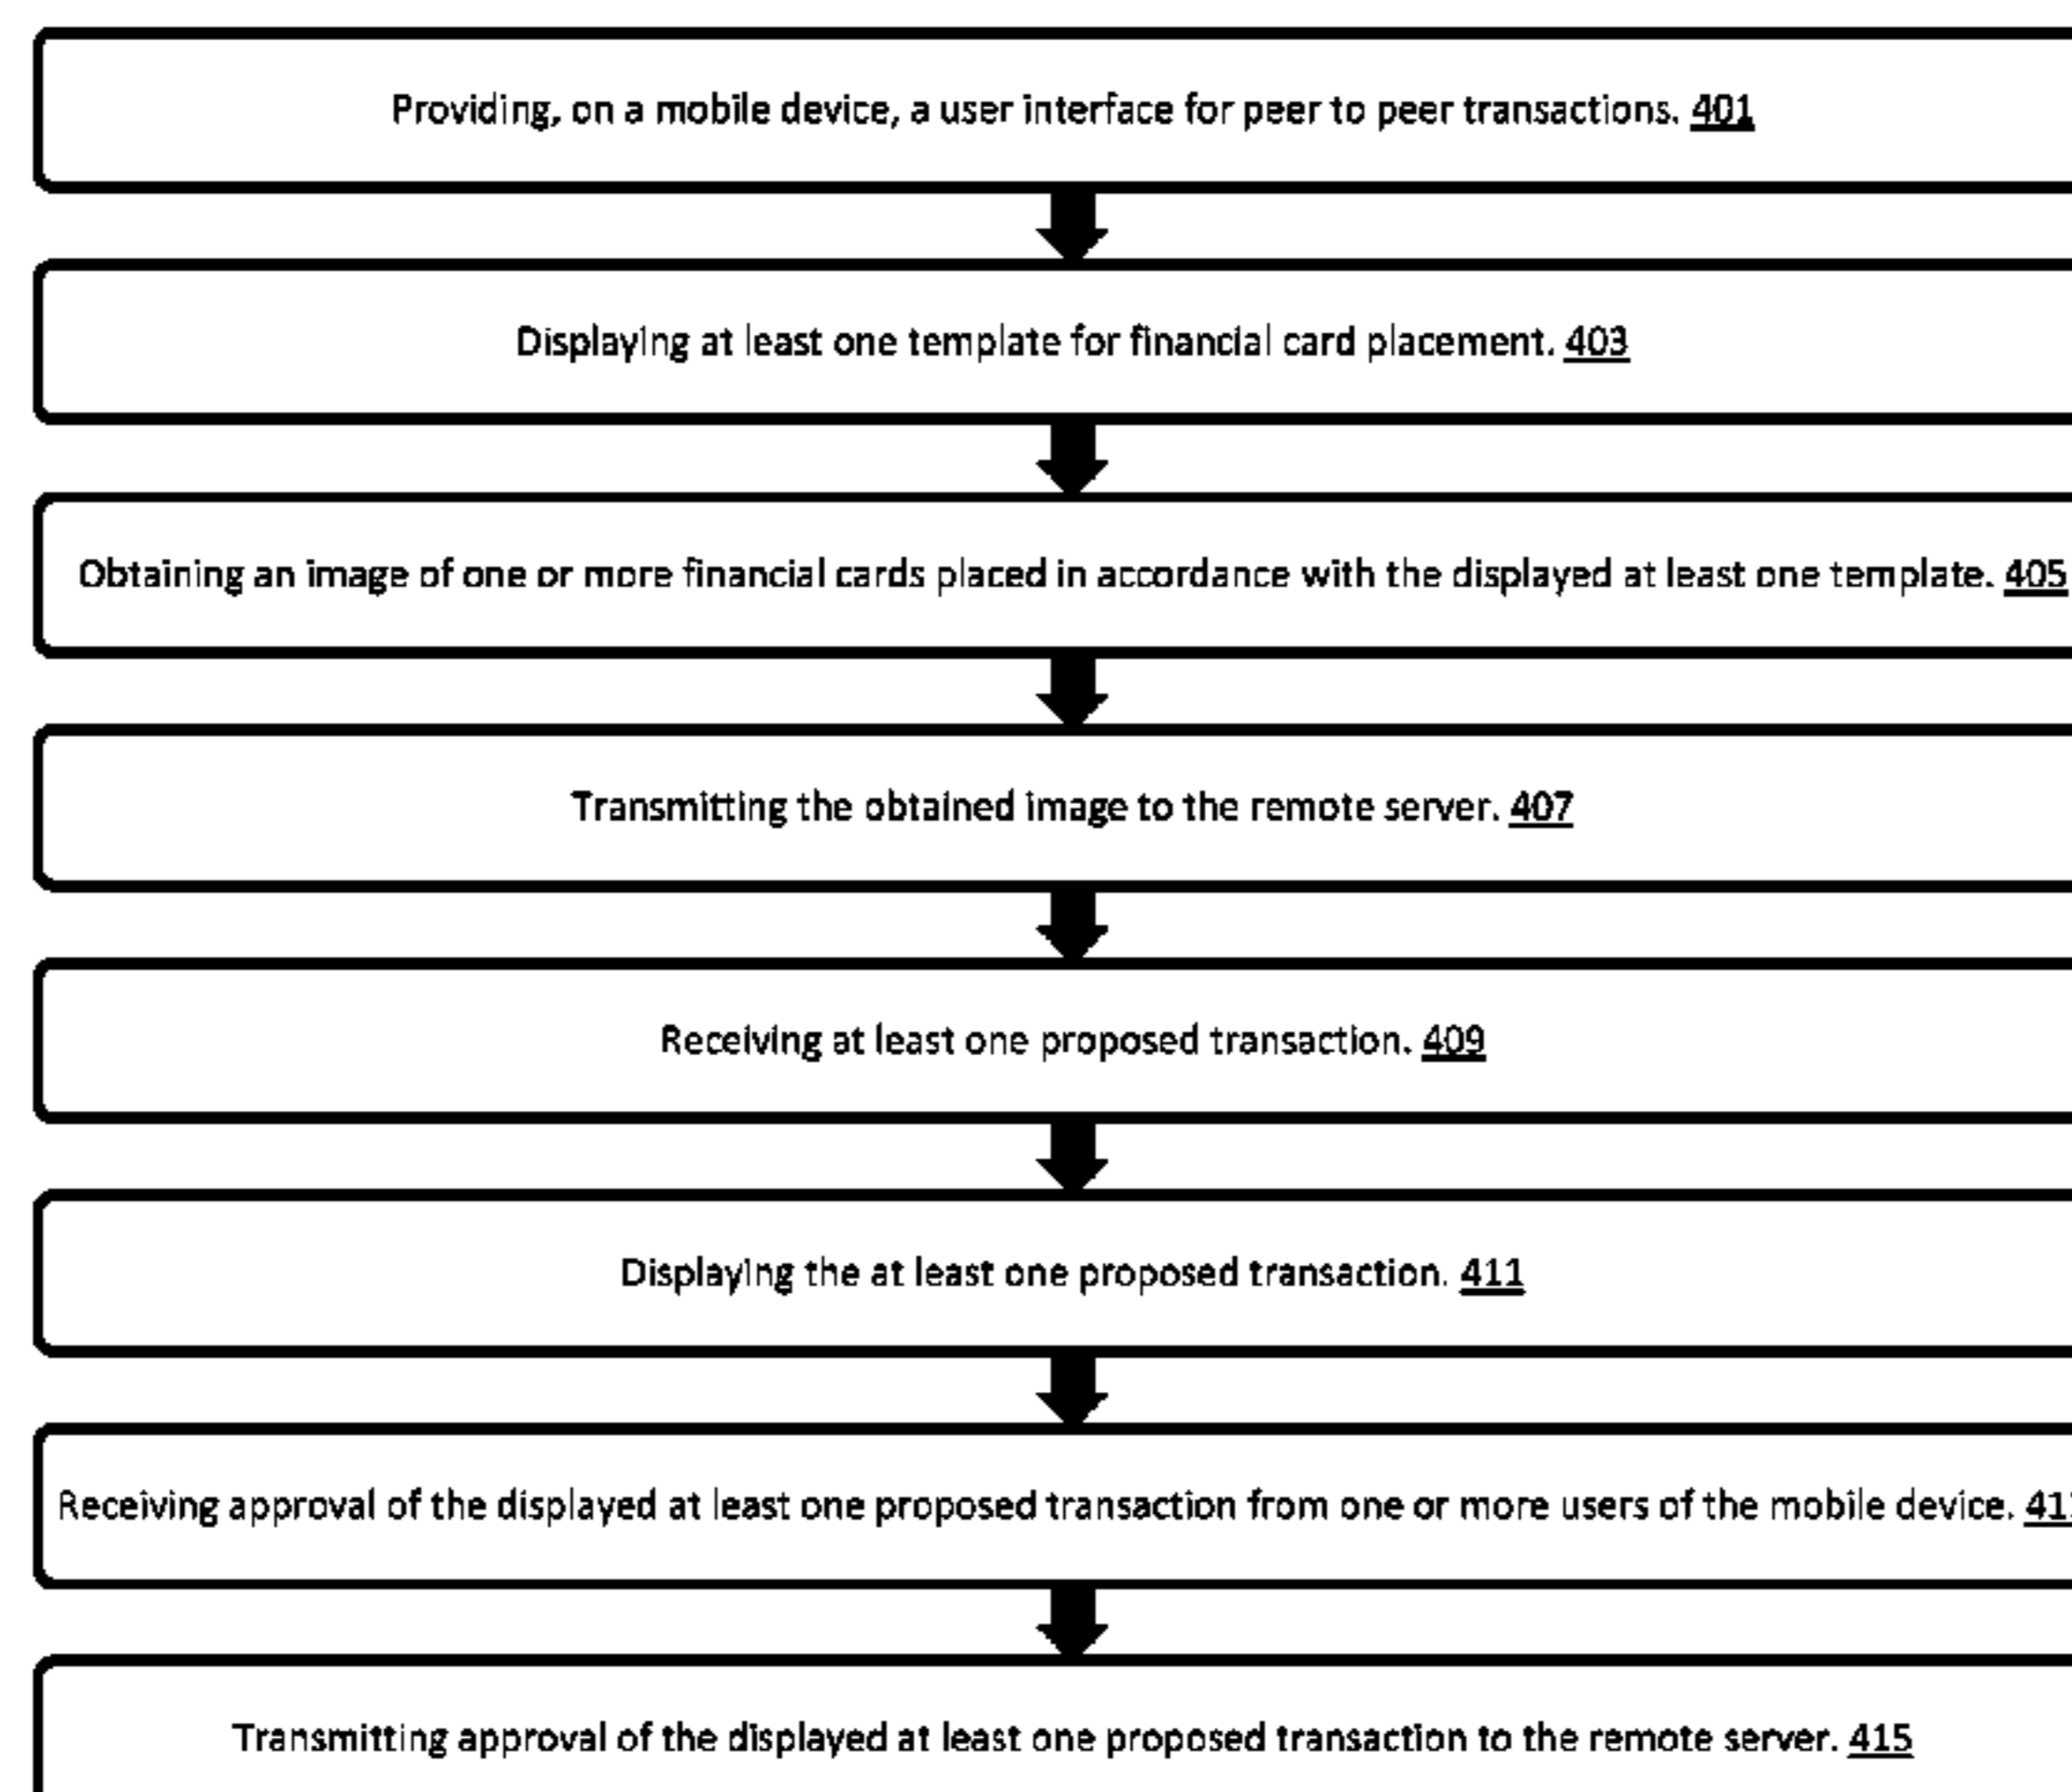 Providing, on a mobile device, a user interface for peer to peer transactions. 401
Displaying at least one template for financial card placement. 403
Obtaining an image of one or more financial cards placed in accordance with the displayed at least one template. 405
Transmitting the obtained image to the remote server. 407
Receiving at least one proposed transaction. 409
Displaying the at least one proposed transaction. 411
Receiving approval of the displayed at least one proposed transaction from one or more users of the mobile device.
Transmitting approval of the displayed at least one proposed transaction to the remote server. 415